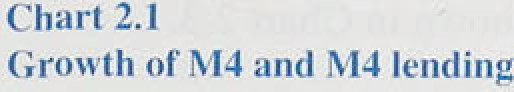 Chart 2.1
Growth of M4 and M4 lending